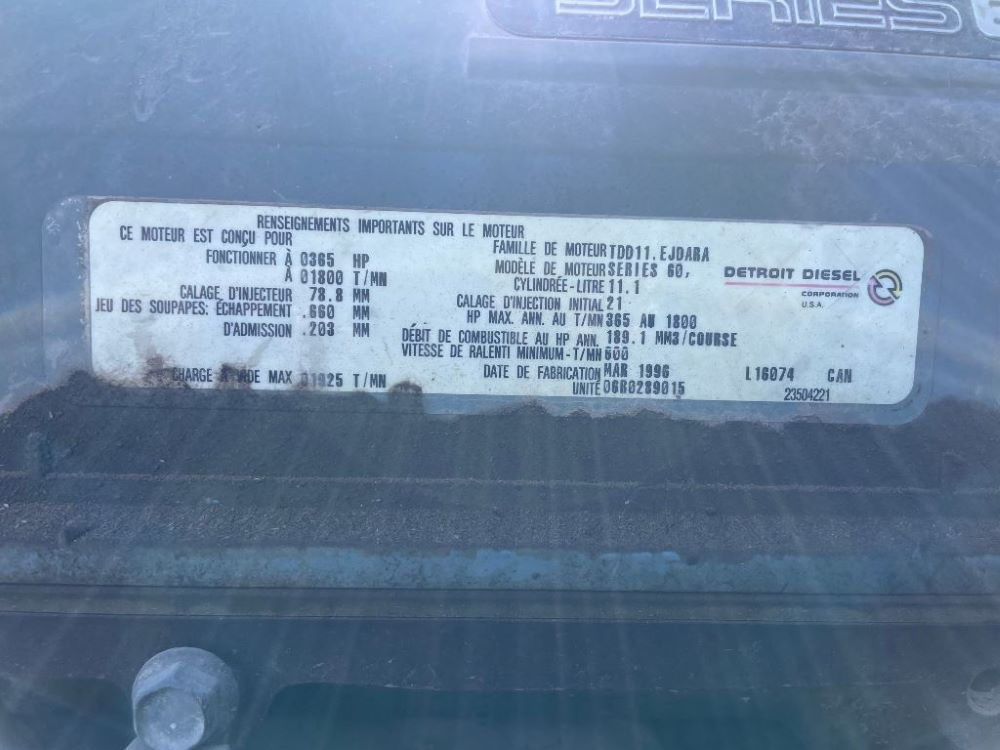 SERIES
RENSEIGNEMENTS IMPORTANTS SUR LE MOTEUR
CE MOTEUR EST CONÇU POUR
FONCTIONNER À 0365 HP
À 01800 T/MN
CALAGE D'INJECTEUR 78.8 MM
JEU DES SOUPAPES: ÉCHAPPEMENT .660 MM
D'ADMISSION .203 MM
CHARGE À VIDE MAX 01925 T/MN
FAMILLE DE MOTEUR TDD11.EJDARA
MODÈLE DE MOTEUR SERIES 60,
CYLINDRÉE-LITRE 11.1
CALAGE D'INJECTION INITIAL 21
HP MAX. ANN. AU T/MN 365 AU 1800
DÉBIT DE COMBUSTIBLE AU HP ANN. 189.1 MM3/COURSE
VITESSE DE RALENTI MINIMUM-T/MN 600
DATE DE FABRICATION MAR 1996
UNITÉ 06R0289015
DETROIT DIESEL
CORPORATION
U.S.A.
L16074 CAN
23504221